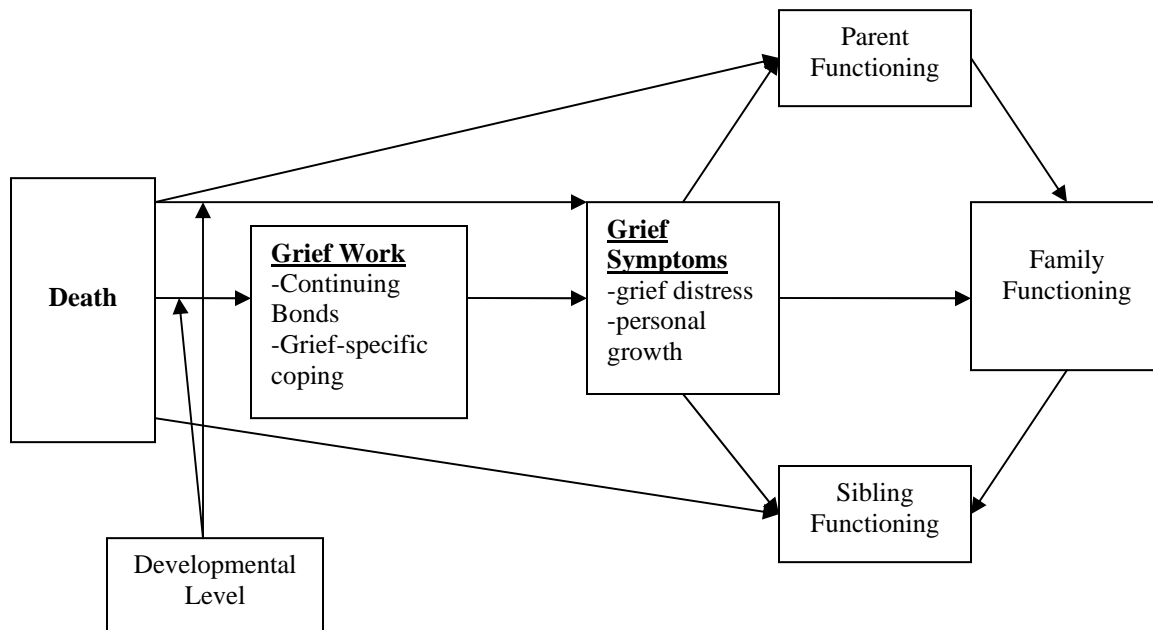 Parent
Functioning
Death
Grief Work
-Continuing
Bonds
-Grief-specific
coping
Grief
Symptoms
-grief distress
-personal
growth
Family
Functioning
Sibling
Functioning
Developmental
Level